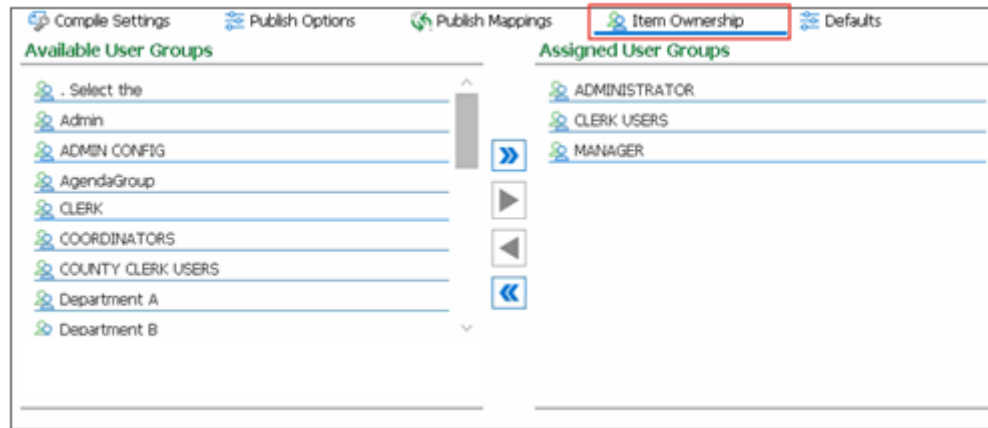 Compile Settings Publish Options Publish Mappings Item Ownership Defaults
Available User Groups
. Select the
Admin
ADMIN CONFIG
AgendaGroup
CLERK
COORDINATORS
COUNTY CLERK USERS
Department A
Department B
Assigned User Groups
ADMINISTRATOR
CLERK USERS
MANAGER